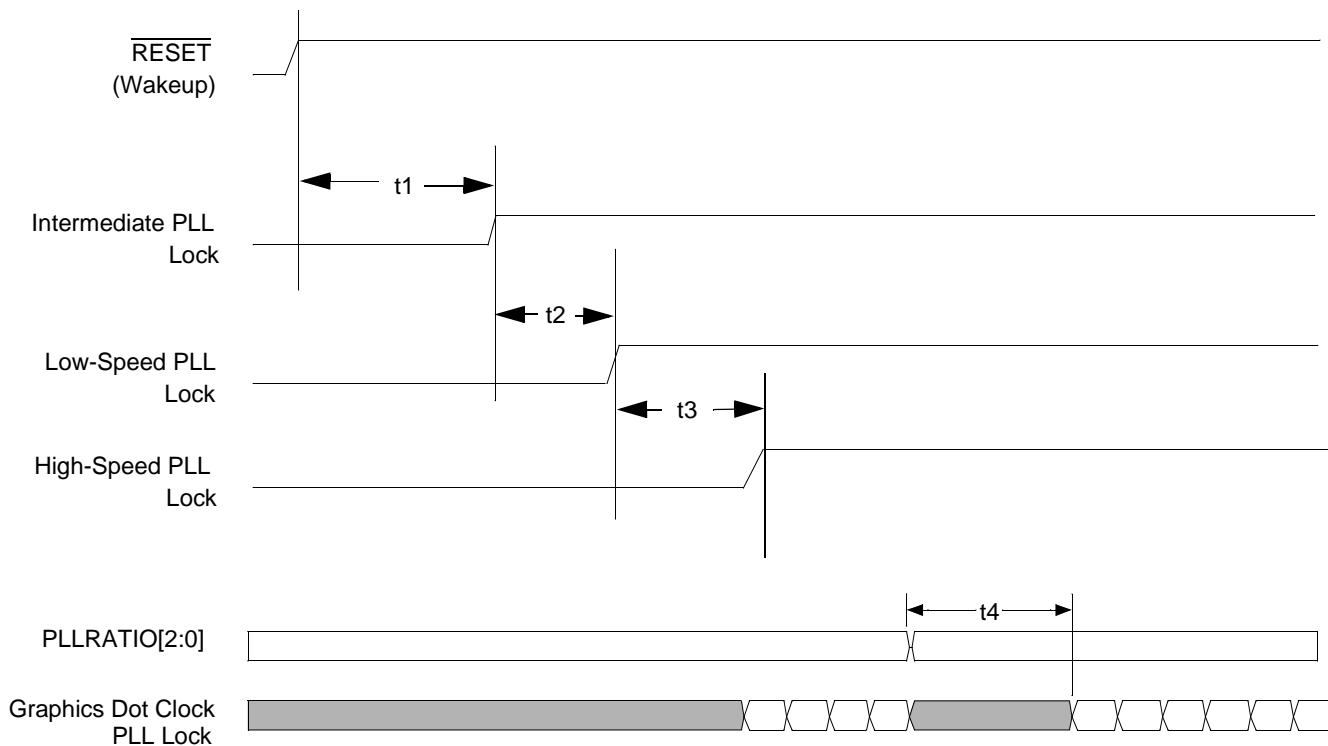 RESET
(Wakeup)
t1
Intermediate PLL
Lock
t2
Low-Speed PLL
Lock
t3
High-Speed PLL
Lock
t4
PLLRATIO[2:0]
Graphics Dot Clock
PLL Lock